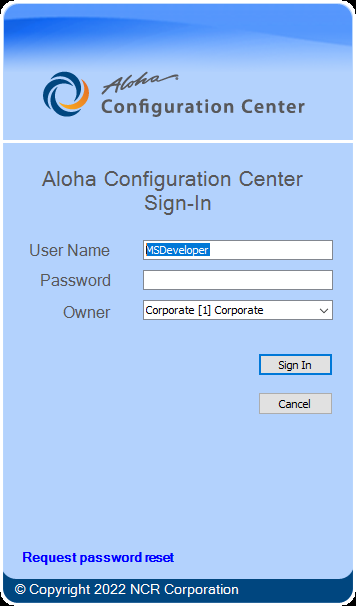 Aloha
Configuration Center
Aloha Configuration Center
Sign-In
User Name MSDeveloper
Password
Owner Corporate [1] Corporate
Sign In
Cancel
Request password reset
© Copyright 2022 NCR Corporation